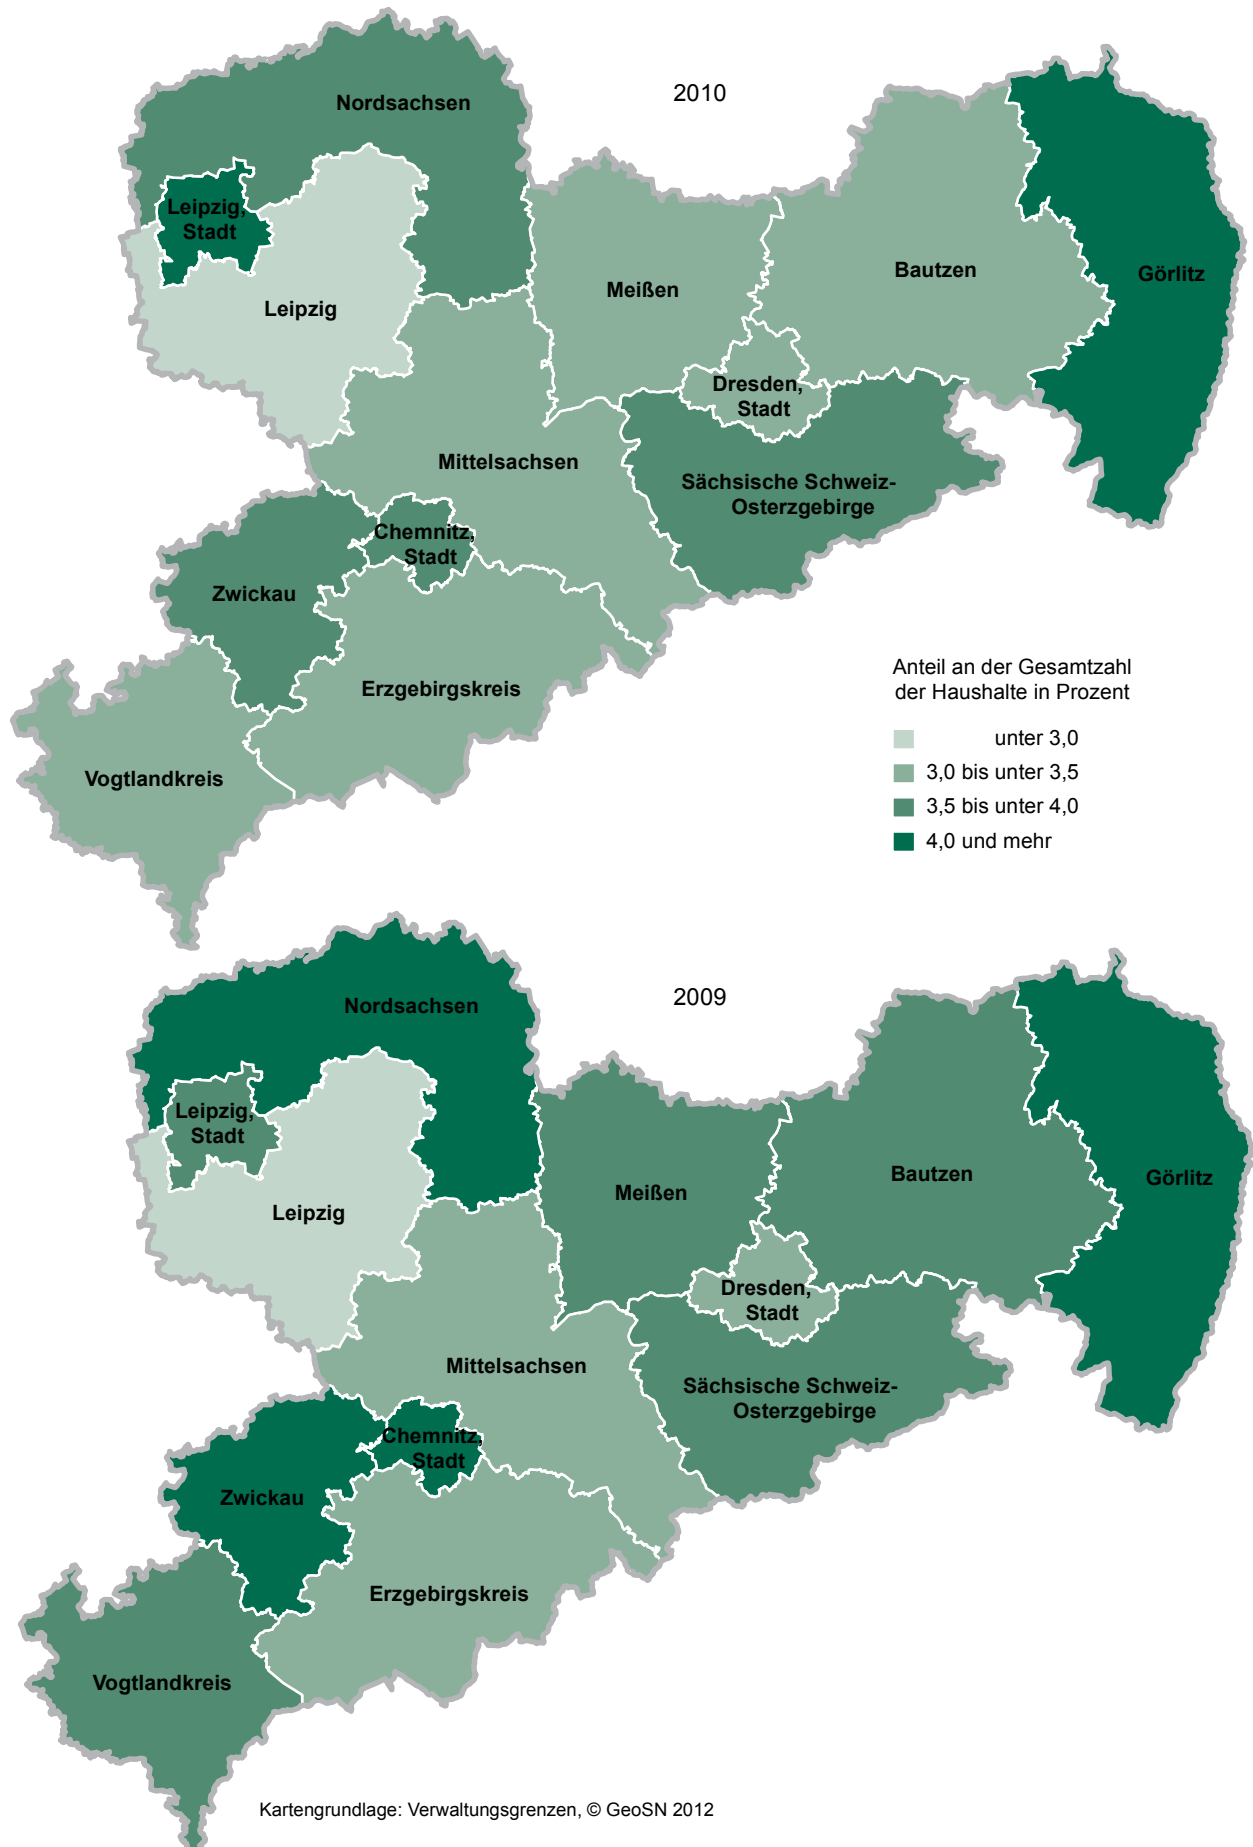 2010
Nordsachsen
Leipzig,
Stadt
Leipzig
Meißen
Bautzen
Görlitz
Dresden,
Stadt
Mittelsachsen
Sächsische Schweiz-
Osterzgebirge
Chemnitz,
Stadt
Zwickau
Erzgebirgskreis
Vogtlandkreis
Anteil an der Gesamtzahl
der Haushalte in Prozent
unter 3,0
3,0 bis unter 3,5
3,5 bis unter 4,0
4,0 und mehr
2009
Nordsachsen
Leipzig,
Stadt
Leipzig
Meißen
Bautzen
Görlitz
Dresden,
Stadt
Mittelsachsen
Sächsische Schweiz-
Osterzgebirge
Chemnitz,
Stadt
Zwickau
Erzgebirgskreis
Vogtlandkreis
Kartengrundlage: Verwaltungsgrenzen, © GeoSN 2012